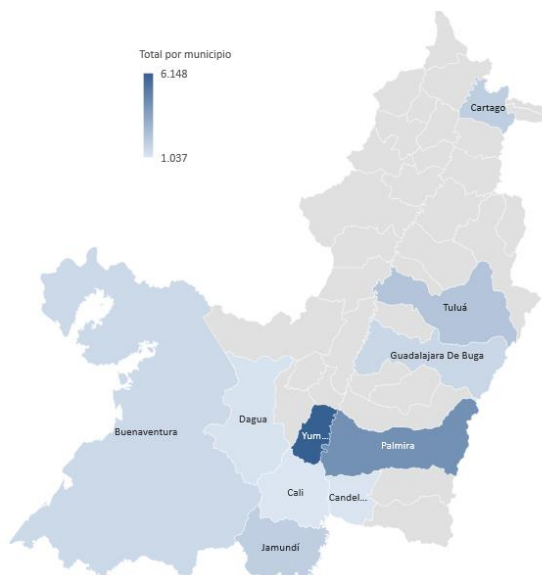 Total por municipio
6.148
1.037
Cartago
Tuluá
Guadalajara De Buga
Dagua
Buenaventura
Yum...
Palmira
Cali
Candel...
Jamundí